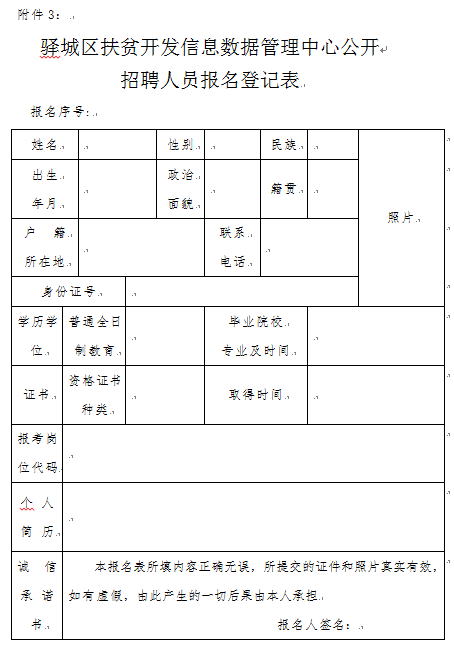 附件 3：
驿城区扶贫开发信息数据管理中心公开
招聘人员报名登记表
报名序号：
姓名 性别 民族 照片
出生
年月
政治
面貌
籍贯
户 籍
所在地
联系
电话
身份证号
学历学
位
普通全日
制教育
毕业院校
专业及时间
证书
资格证书
种类
取得时间
报考岗
位代码
个 人
简 历
诚 信
承 诺
书
本报名表所填内容正确无误，所提交的证件和照片真实有效，
如有虚假，由此产生的一切后果由本人承担.
报名人签名：